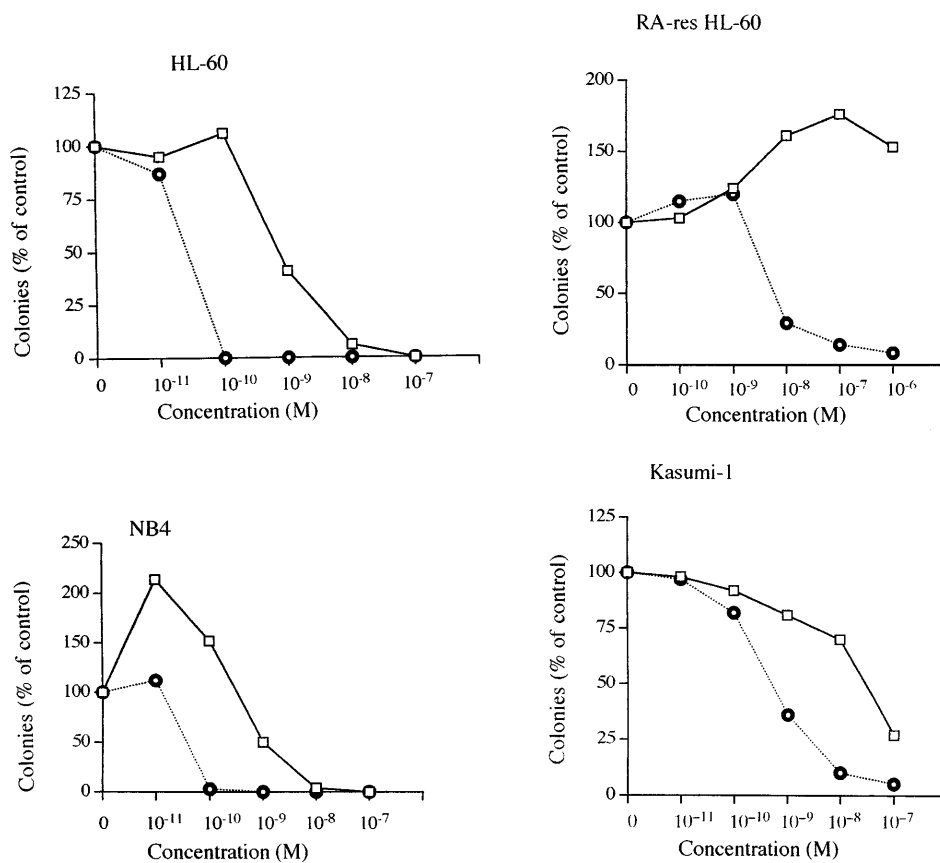 HL-60
125
100
75
50
25
0
Colonies (% of control)
0 10⁻¹¹ 10⁻¹⁰ 10⁻⁹ 10⁻⁸ 10⁻⁷
Concentration (M)
RA-res HL-60
200
150
100
50
0
Colonies (% of control)
0 10⁻¹⁰ 10⁻⁹ 10⁻⁸ 10⁻⁷ 10⁻⁶
Concentration (M)
NB4
250
200
150
100
50
0
Colonies (% of control)
0 10⁻¹¹ 10⁻¹⁰ 10⁻⁹ 10⁻⁸ 10⁻⁷
Concentration (M)
Kasumi-1
125
100
75
50
25
0
Colonies (% of control)
0 10⁻¹¹ 10⁻¹⁰ 10⁻⁹ 10⁻⁸ 10⁻⁷
Concentration (M)